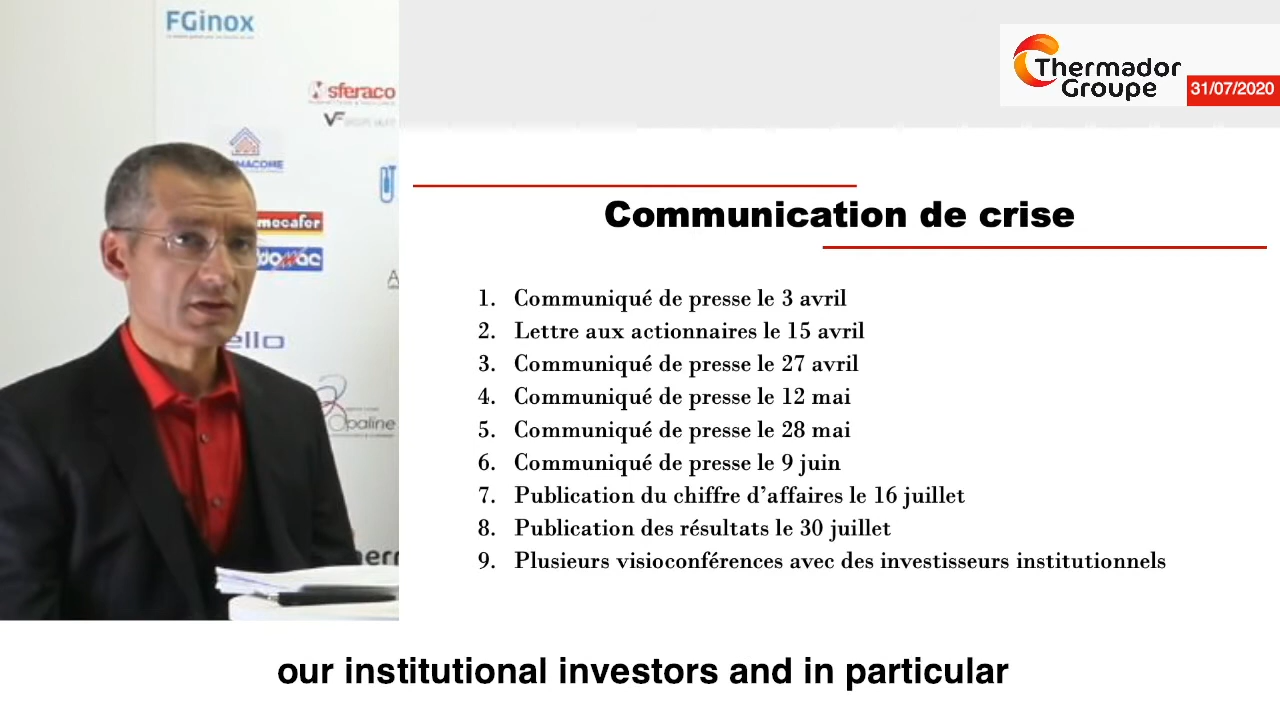 FGinox
sferaco
mecafer
Opaline
Thermador
Groupe
31/07/2020
Communication de crise
1. Communiqué de presse le 3 avril
2. Lettre aux actionnaires le 15 avril
3. Communiqué de presse le 27 avril
4. Communiqué de presse le 12 mai
5. Communiqué de presse le 28 mai
6. Communiqué de presse le 9 juin
7. Publication du chiffre d’affaires le 16 juillet
8. Publication des résultats le 30 juillet
9. Plusieurs visioconférences avec des investisseurs institutionnels
our institutional investors and in particular